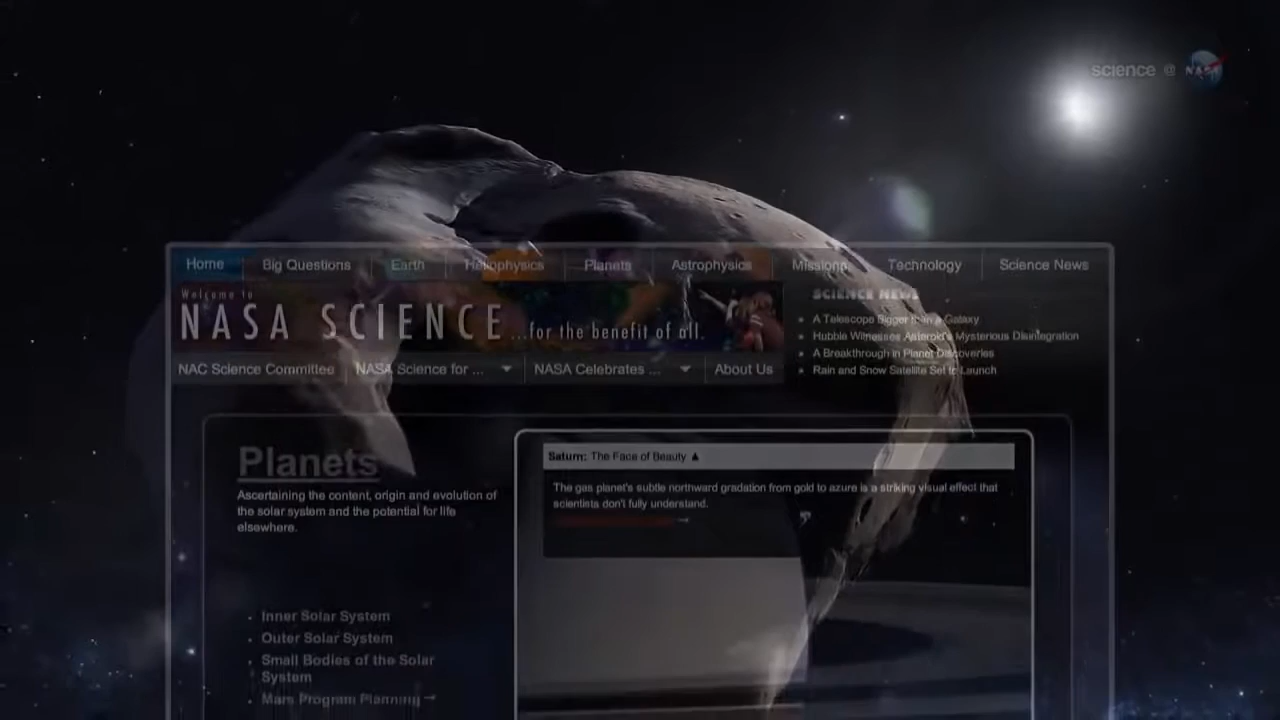 science @ NASA
Home Big Questions Earth Heliophysics Planets Astrophysics Missions Technology Science News
Welcome to
NASA SCIENCE ...for the benefit of all.
SCIENCE NEWS
A Telescope Bigger than a Galaxy
Hubble Witnesses Asteroid's Mysterious Disintegration
A Breakthrough in Planet Discoveries
Rain and Snow Satellite Set to Launch
NAC Science Committee NASA Science for ... NASA Celebrates ... About Us
Planets
Ascertaining the content, origin and evolution of
the solar system and the potential for life
elsewhere.
Saturn: The Face of Beauty
The gas planet's subtle northward gradation from gold to azure is a striking visual effect that
scientists don't fully understand.
Inner Solar System
Outer Solar System
Small Bodies of the Solar
System
Mars Program Planning